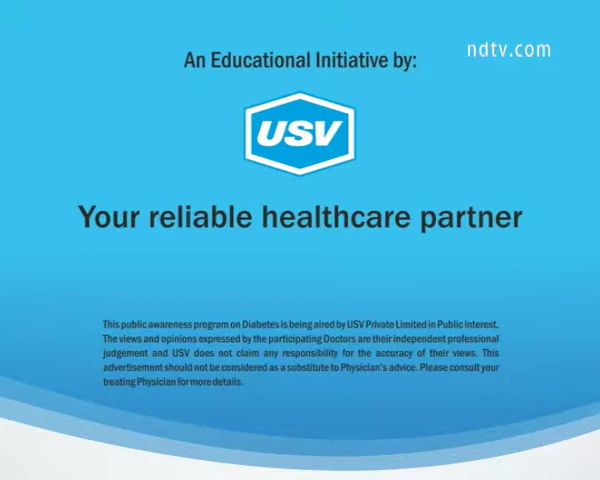 ndtv.com
An Educational Initiative by:
USV
Your reliable healthcare partner
This public awareness program on Diabetes is being aired by USV Private Limited in Public interest.
The views and opinions expressed by the participating Doctors are their independent professional
judgement and USV does not claim any responsibility for the accuracy of their views. This
advertisement should not be considered as a substitute to Physician's advice. Please consult your
treating Physician for more details.